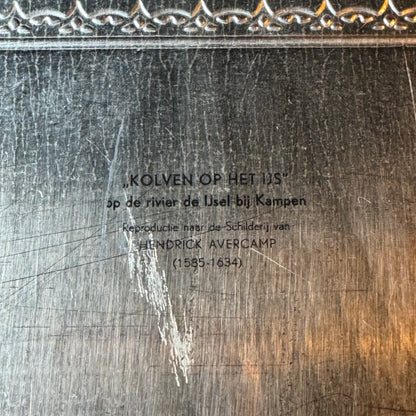 „KOLVEN OP HET IJS"
op de rivier de IJsel bij Kampen
Reproductie naar de Schilderij van
HENDRICK AVERCAMP
(1585-1634)